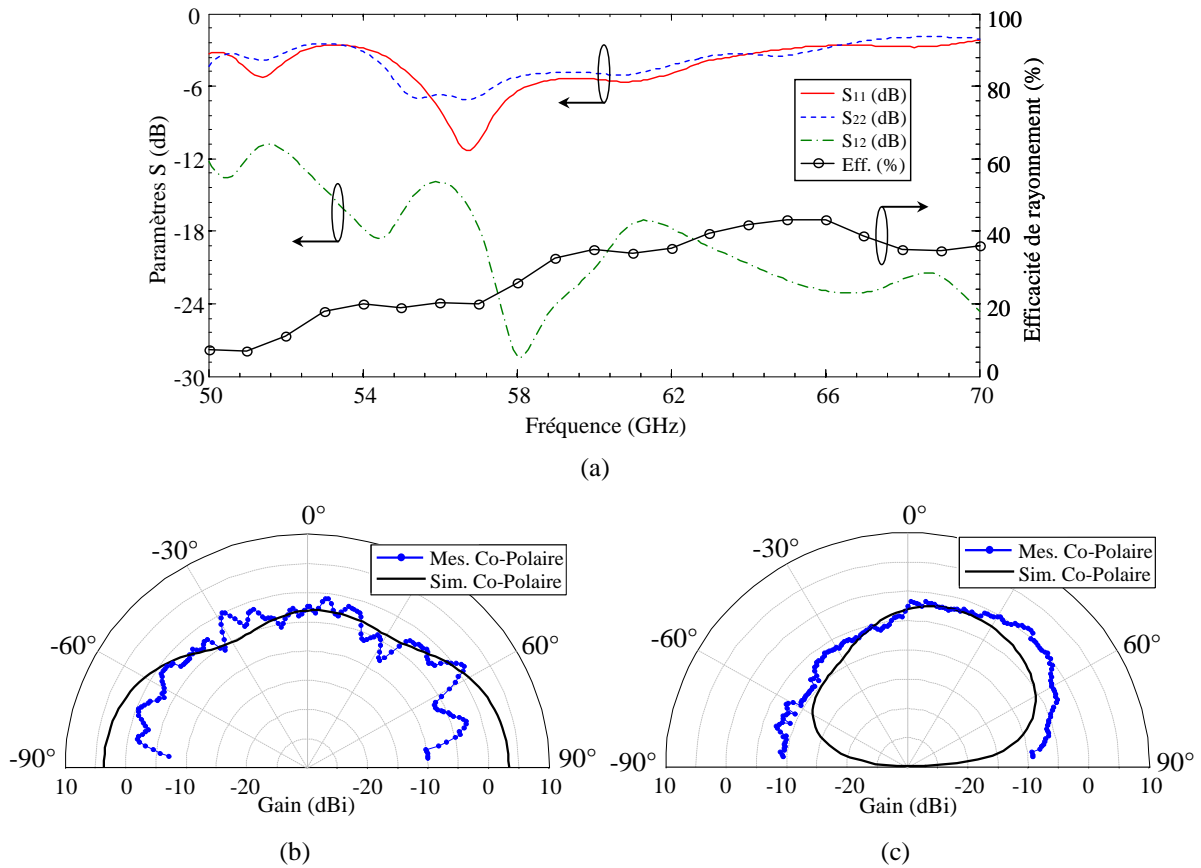 0
-6
-12
-18
-24
-30
Paramètres S (dB)
100
80
60
40
20
0
Efficacité de rayonnement (%)
S11 (dB)
S22 (dB)
S12 (dB)
Eff. (%)
50 54 58 62 66 70
Fréquence (GHz)
(a)
0°
-30°
30°
-60°
60°
-90°
90°
Mes. Co-Polaire
Sim. Co-Polaire
10 0 -10 -20 -20 -10 0 10
Gain (dBi)
(b)
0°
-30°
30°
-60°
60°
-90°
90°
Mes. Co-Polaire
Sim. Co-Polaire
10 0 -10 -20 -20 -10 0 10
Gain (dBi)
(c)